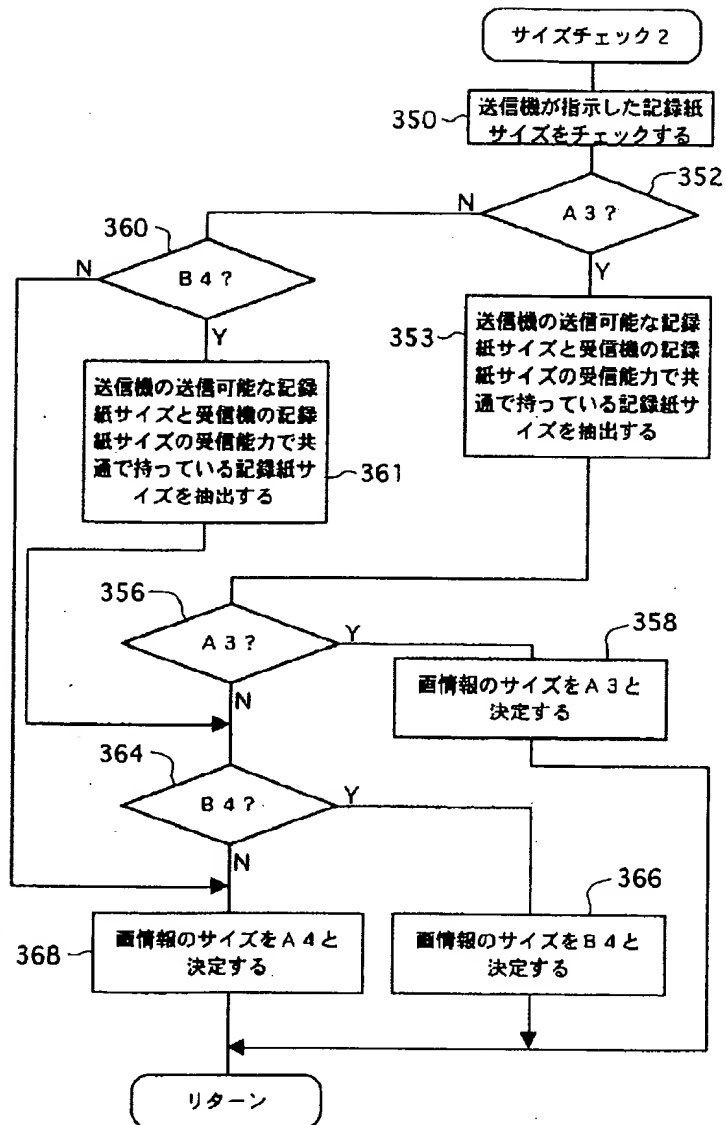 サイズチェック2
350
送信機が指示した記録紙
サイズをチェックする
352
A3?
N
Y
360
B4?
N
Y
353
送信機の送信可能な記録
紙サイズと受信機の記録
紙サイズの受信能力で共
通で持っている記録紙サ
イズを抽出する
送信機の送信可能な記録
紙サイズと受信機の記録
紙サイズの受信能力で共
通で持っている記録紙サ
イズを抽出する
361
356
A3?
Y
N
358
画情報のサイズをA3と
決定する
364
B4?
Y
N
366
画情報のサイズをB4と
決定する
368
画情報のサイズをA4と
決定する
リターン